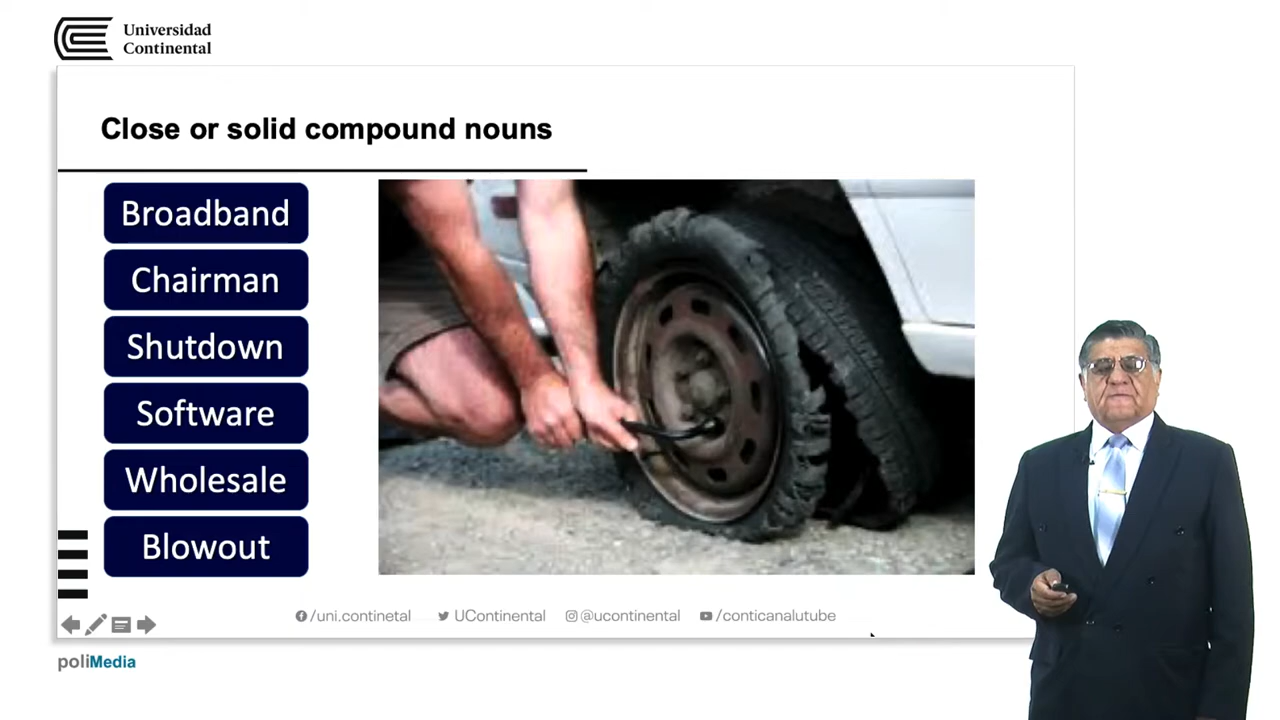 Universidad
Continental
Close or solid compound nouns
Broadband
Chairman
Shutdown
Software
Wholesale
Blowout
/uni.continetal UContinental @ucontinental /conticanalutube
poliMedia